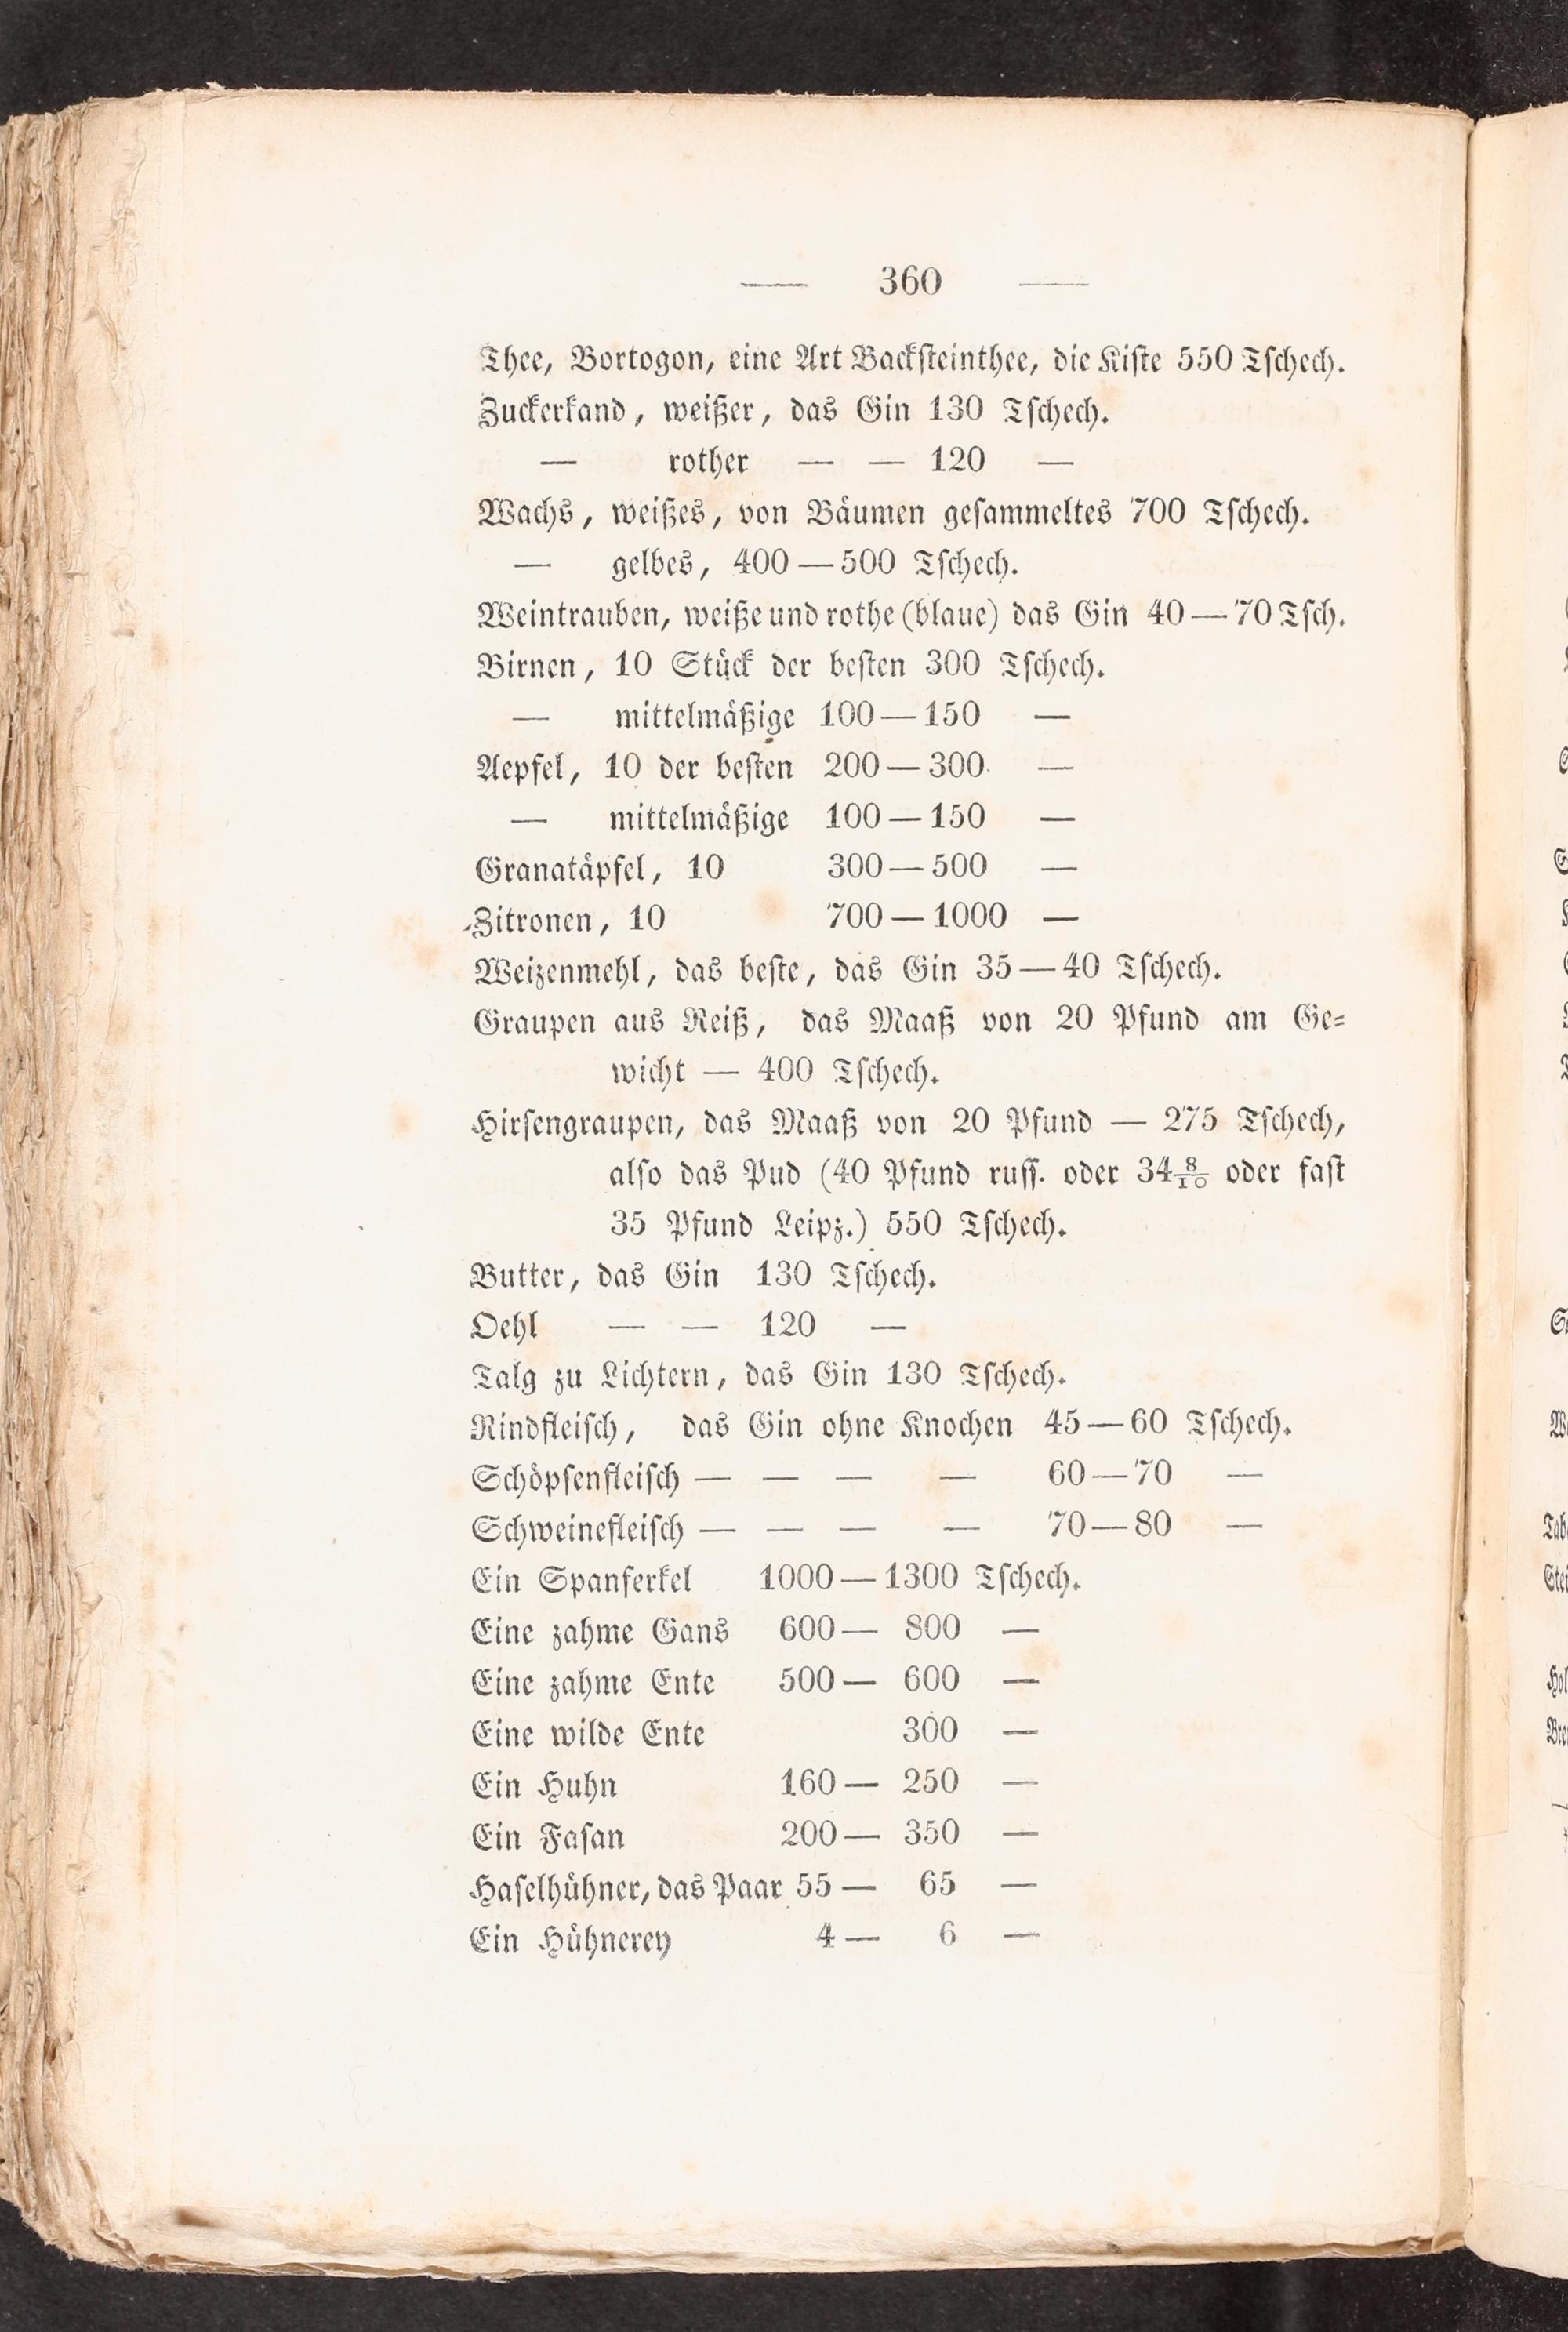 — 360 —
Thee, Bortogon, eine Art Backsteinthee, die Kiste 550 Tschech.
Zuckerkand, weißer, das Gin 130 Tschech.
— rother — — 120 —
Wachs, weißes, von Bäumen gesammeltes 700 Tschech.
— gelbes, 400—500 Tschech.
Weintrauben, weiße und rothe (blaue) das Gin 40—70 Tsch.
Birnen, 10 Stück der besten 300 Tschech.
— mittelmäßige 100—150 —
Aepfel, 10 der besten 200—300 —
— mittelmäßige 100—150 —
Granatäpfel, 10 300—500 —
Zitronen, 10 700—1000 —
Weizenmehl, das beste, das Gin 35—40 Tschech.
Graupen aus Reiß, das Maaß von 20 Pfund am Ge-
wicht — 400 Tschech.
Hirsengraupen, das Maaß von 20 Pfund — 275 Tschech,
also das Pud (40 Pfund russ. oder 34 8/10 oder fast
35 Pfund Leipz.) 550 Tschech.
Butter, das Gin 130 Tschech.
Oehl — — 120 —
Talg zu Lichtern, das Gin 130 Tschech.
Rindfleisch, das Gin ohne Knochen 45—60 Tschech.
Schöpsenfleisch — — — — 60—70 —
Schweinefleisch — — — — 70—80 —
Ein Spanferkel 1000—1300 Tschech.
Eine zahme Gans 600— 800 —
Eine zahme Ente 500— 600 —
Eine wilde Ente 300 —
Ein Huhn 160— 250 —
Ein Fasan 200— 350 —
Haselhühner, das Paar 55— 65 —
Ein Hühnerey 4— 6 —